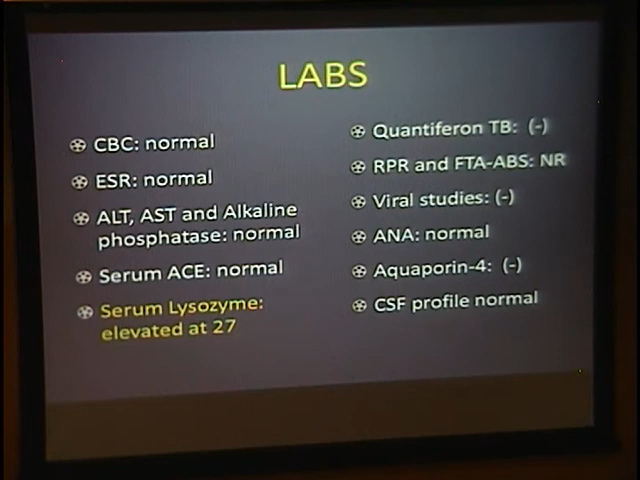 LABS
CBC: normal
ESR: normal
ALT, AST and Alkaline
phosphatase: normal
Serum ACE: normal
Serum Lysozyme:
elevated at 27
Quantiferon TB: (-)
RPR and FTA-ABS: NR
Viral studies: (-)
ANA: normal
Aquaporin-4: (-)
CSF profile normal